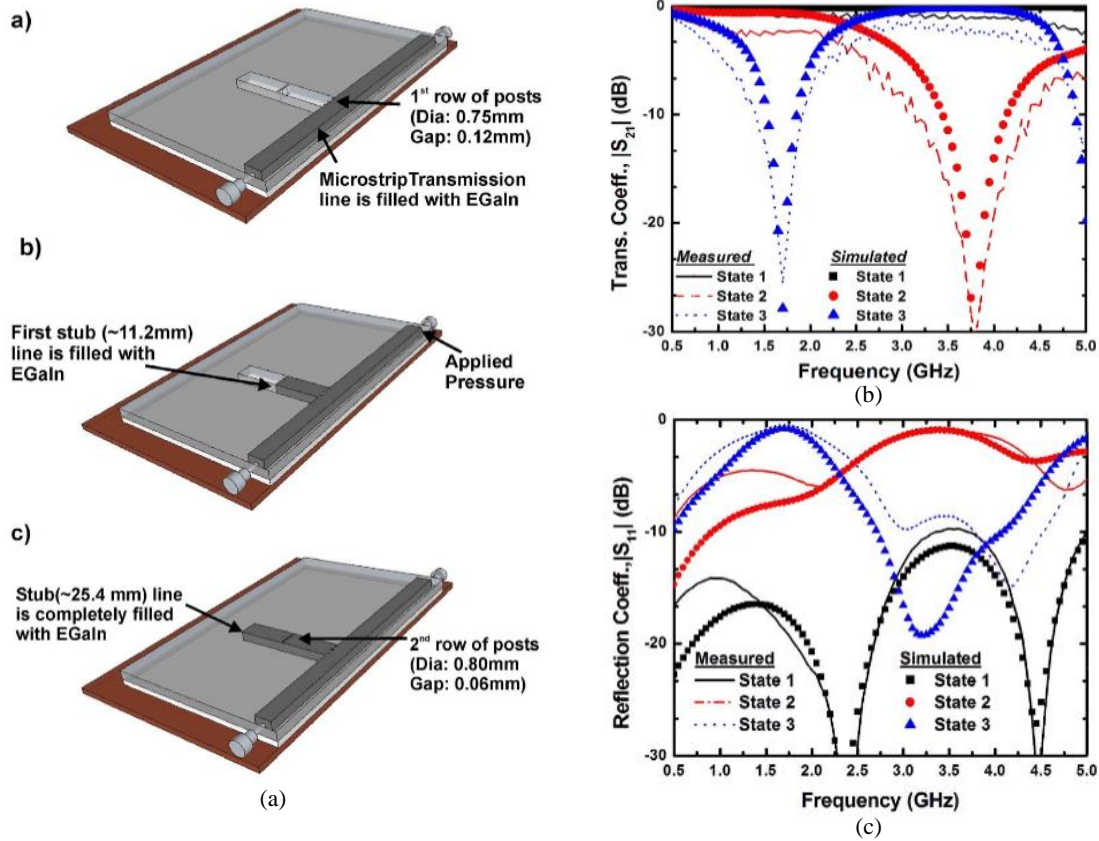 a)
1st row of posts
(Dia: 0.75mm
Gap: 0.12mm)
MicrostripTransmission
line is filled with EGaIn
b)
First stub (~11.2mm)
line is filled with
EGaIn
Applied
Pressure
c)
Stub(~25.4 mm) line
is completely filled
with EGaIn
2nd row of posts
(Dia: 0.80mm
Gap: 0.06mm)
(a)
Trans. Coeff., |S21| (dB)
0
-10
-20
-30
Measured
State 1
State 2
State 3
Simulated
State 1
State 2
State 3
0.5 1.0 1.5 2.0 2.5 3.0 3.5 4.0 4.5 5.0
Frequency (GHz)
(b)
Reflection Coeff.,|S11| (dB)
0
-10
-20
-30
Measured
State 1
State 2
State 3
Simulated
State 1
State 2
State 3
0.5 1.0 1.5 2.0 2.5 3.0 3.5 4.0 4.5 5.0
Frequency (GHz)
(c)